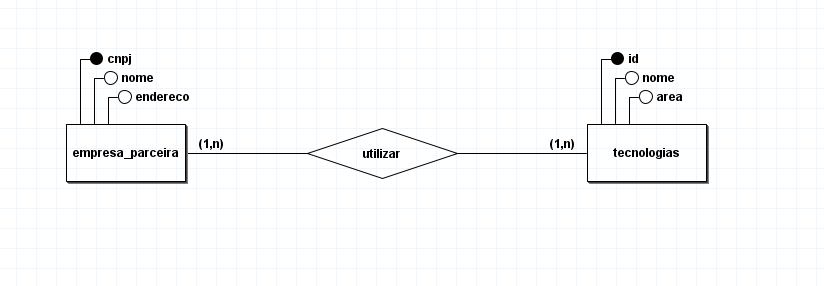 cnpj
nome
endereco
empresa_parceira
(1,n)
utilizar
(1,n)
id
nome
area
tecnologias